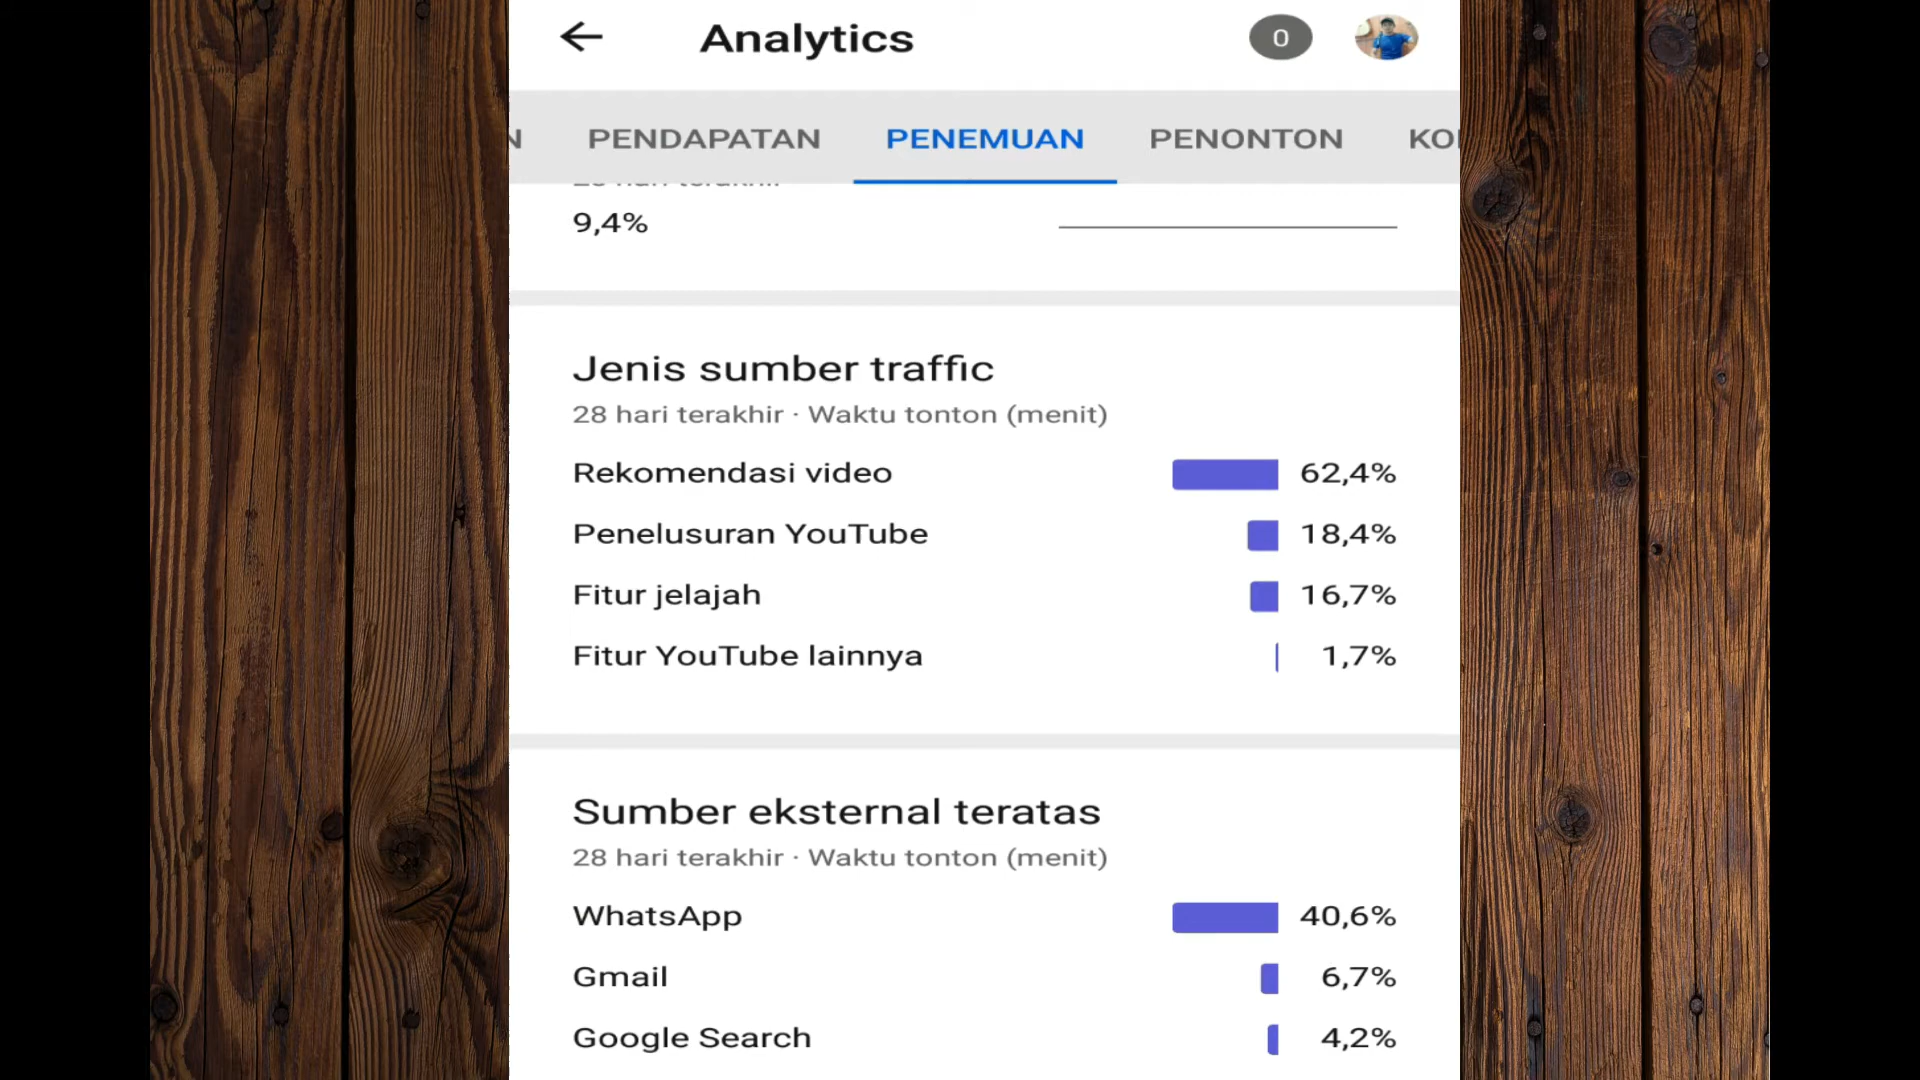 Analytics
0
PENDAPATAN PENEMUAN PENONTON
9,4%
Jenis sumber traffic
28 hari terakhir · Waktu tonton (menit)
Rekomendasi video 62,4%
Penelusuran YouTube 18,4%
Fitur jelajah 16,7%
Fitur YouTube lainnya 1,7%
Sumber eksternal teratas
28 hari terakhir · Waktu tonton (menit)
WhatsApp 40,6%
Gmail 6,7%
Google Search 4,2%